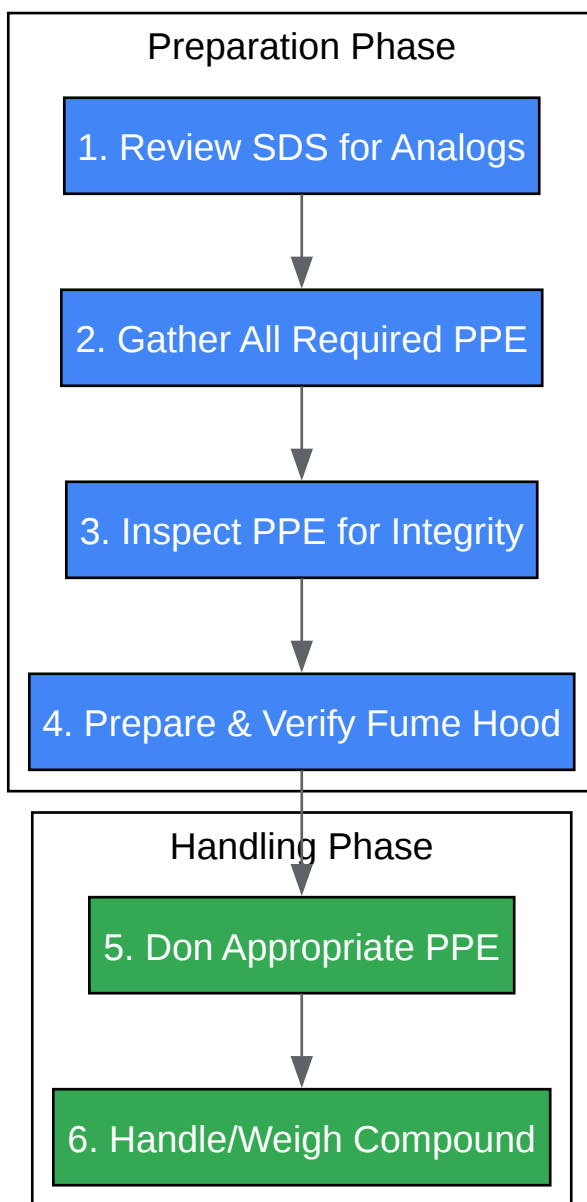 Preparation Phase
1. Review SDS for Analogs
2. Gather All Required PPE
3. Inspect PPE for Integrity
4. Prepare & Verify Fume Hood
Handling Phase
5. Don Appropriate PPE
6. Handle/Weigh Compound